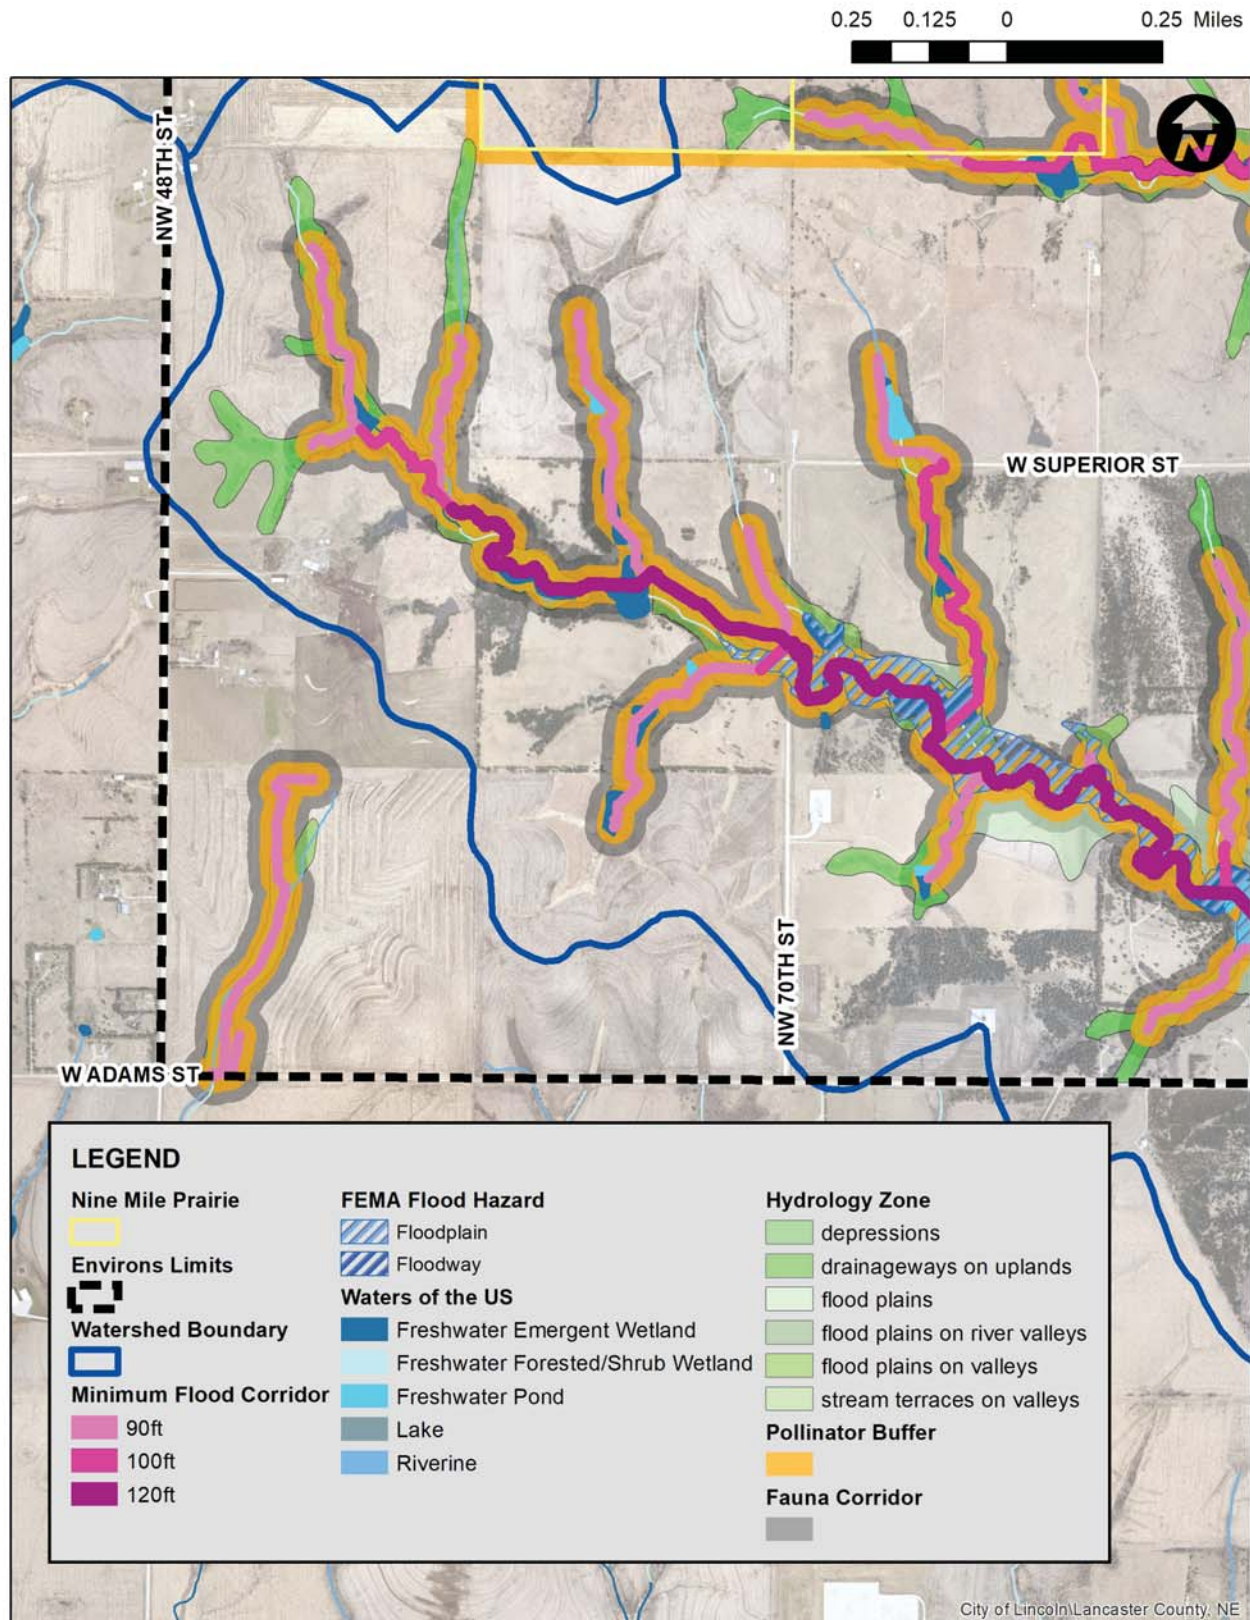 0.25 0.125 0 0.25 Miles
N
NW 48TH ST
W SUPERIOR ST
NW 70TH ST
W ADAMS ST
LEGEND
Nine Mile Prairie
Environs Limits
Watershed Boundary
Minimum Flood Corridor
90ft
100ft
120ft
FEMA Flood Hazard
Floodplain
Floodway
Waters of the US
Freshwater Emergent Wetland
Freshwater Forested/Shrub Wetland
Freshwater Pond
Lake
Riverine
Hydrology Zone
depressions
drainageways on uplands
flood plains
flood plains on river valleys
flood plains on valleys
stream terraces on valleys
Pollinator Buffer
Fauna Corridor
City of Lincoln\Lancaster County, NE